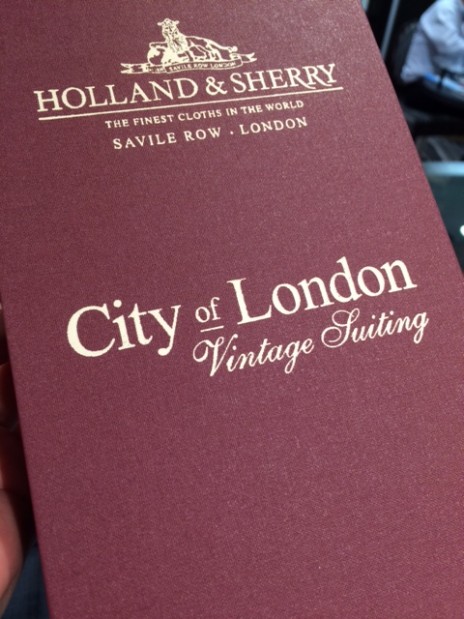 SAVILE ROW LONDON
HOLLAND & SHERRY
THE FINEST CLOTHS IN THE WORLD
SAVILE ROW · LONDON
City of London
Vintage Suiting